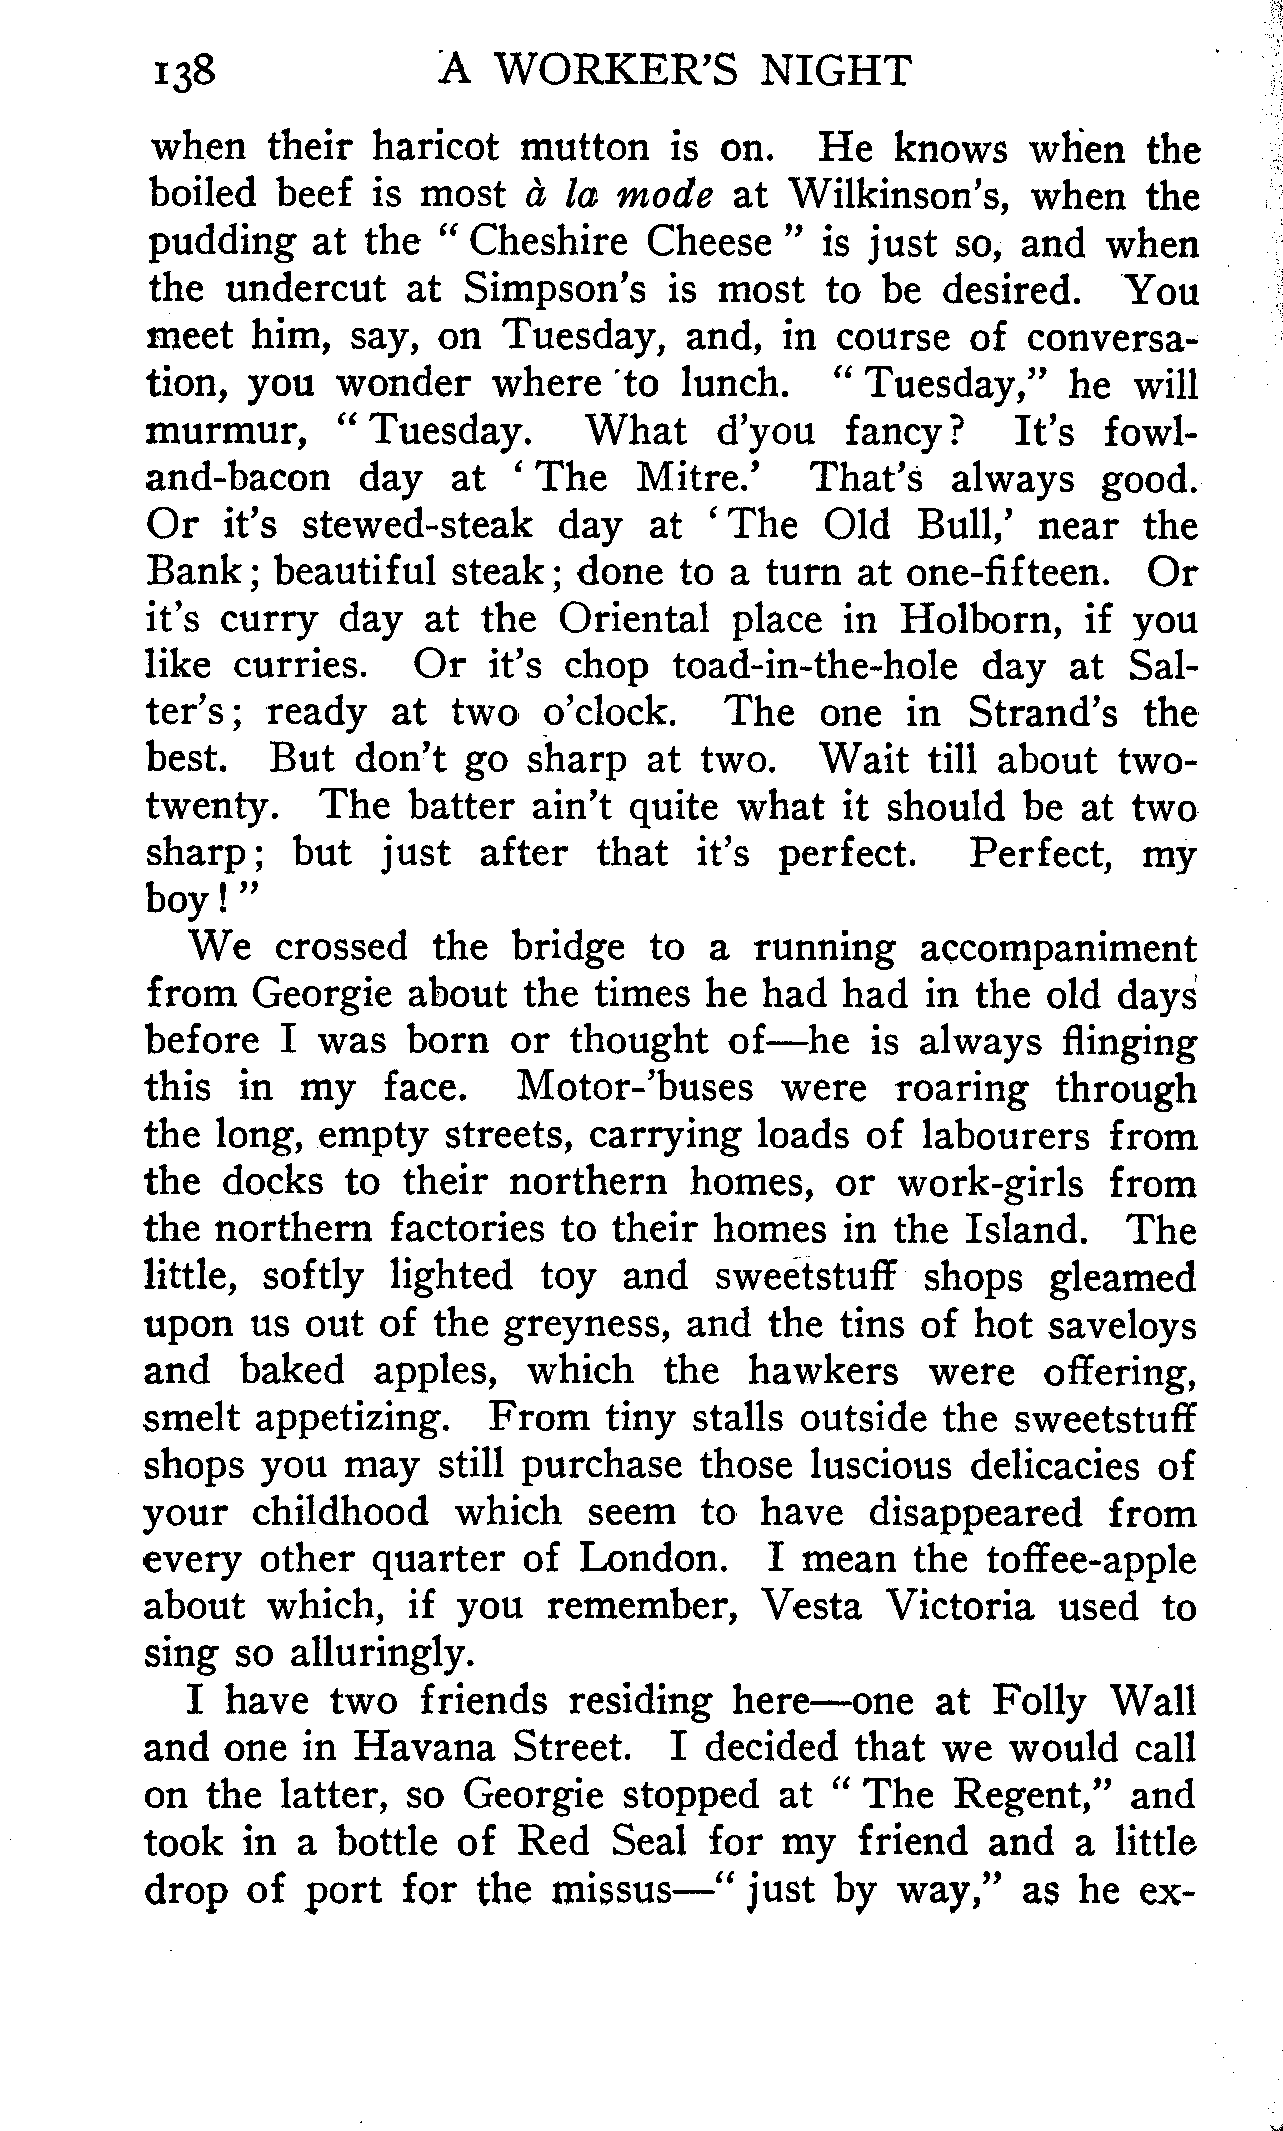 138 A WORKER'S NIGHT
when their haricot mutton is on. He knows when the
boiled beef is most à la mode at Wilkinson's, when the
pudding at the “ Cheshire Cheese ” is just so, and when
the undercut at Simpson's is most to be desired. You
meet him, say, on Tuesday, and, in course of conversa-
tion, you wonder where to lunch. “ Tuesday,” he will
murmur, “ Tuesday. What d'you fancy? It's fowl-
and-bacon day at ‘ The Mitre.’ That's always good.
Or it's stewed-steak day at ‘ The Old Bull,’ near the
Bank ; beautiful steak ; done to a turn at one-fifteen. Or
it's curry day at the Oriental place in Holborn, if you
like curries. Or it's chop toad-in-the-hole day at Sal-
ter's ; ready at two o'clock. The one in Strand's the
best. But don't go sharp at two. Wait till about two-
twenty. The batter ain't quite what it should be at two
sharp ; but just after that it's perfect. Perfect, my
boy ! ”
We crossed the bridge to a running accompaniment
from Georgie about the times he had had in the old days
before I was born or thought of—he is always flinging
this in my face. Motor-'buses were roaring through
the long, empty streets, carrying loads of labourers from
the docks to their northern homes, or work-girls from
the northern factories to their homes in the Island. The
little, softly lighted toy and sweetstuff shops gleamed
upon us out of the greyness, and the tins of hot saveloys
and baked apples, which the hawkers were offering,
smelt appetizing. From tiny stalls outside the sweetstuff
shops you may still purchase those luscious delicacies of
your childhood which seem to have disappeared from
every other quarter of London. I mean the toffee-apple
about which, if you remember, Vesta Victoria used to
sing so alluringly.
I have two friends residing here—one at Folly Wall
and one in Havana Street. I decided that we would call
on the latter, so Georgie stopped at “ The Regent,” and
took in a bottle of Red Seal for my friend and a little
drop of port for the missus—“ just by way,” as he ex-